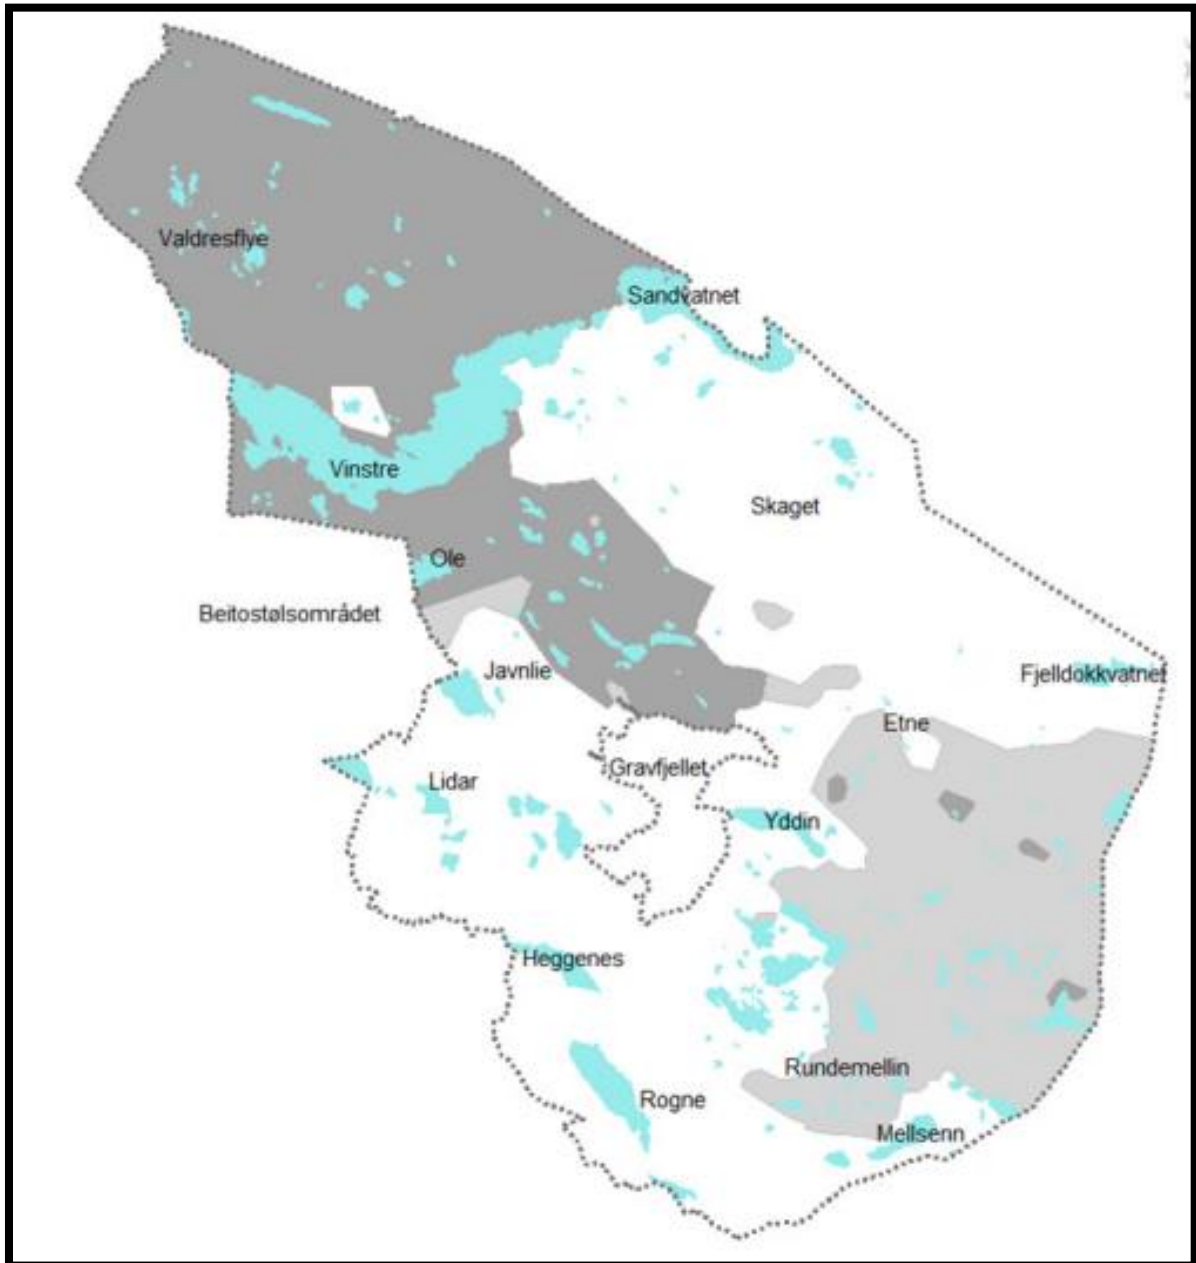 Valdresflye
Sandvatnet
Vinstre
Skaget
Ole
Beitostølsområdet
Javnlie
Fjelldokkvatnet
Etne
Gravfjellet
Lidar
Yddin
Heggenes
Rundemellin
Rogne
Mellsenn